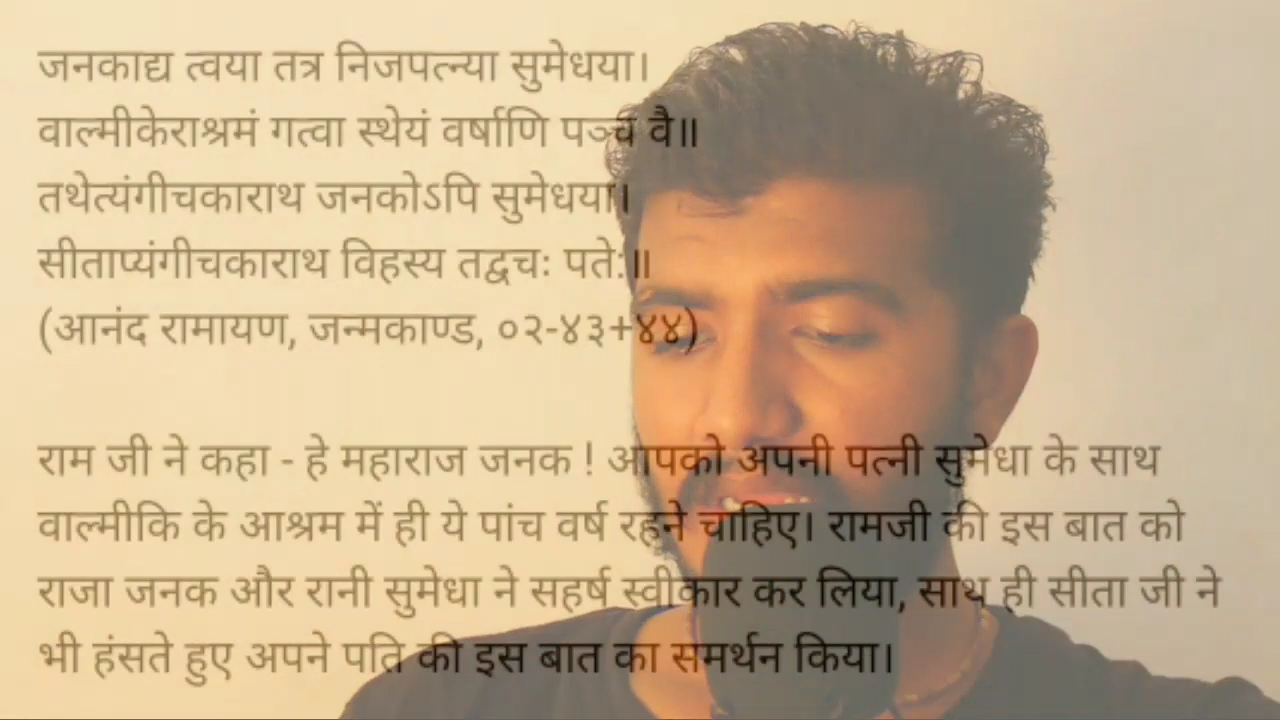 जनकाद्य त्वया तत्र निजपत्न्या सुमेधया।
वाल्मीकेराश्रमं गत्वा स्थेयं वर्षाणि पञ्च वै॥
तथेत्यंगीचकाराथ जनकोऽपि सुमेधया।
सीताप्यंगीचकाराथ विहस्य तद्वचः पते:॥
(आनंद रामायण, जन्मकाण्ड, ०२-४३+४४)
राम जी ने कहा - हे महाराज जनक ! आपको अपनी पत्नी सुमेधा के साथ
वाल्मीकि के आश्रम में ही ये पांच वर्ष रहने चाहिए। रामजी की इस बात को
राजा जनक और रानी सुमेधा ने सहर्ष स्वीकार कर लिया, साथ ही सीता जी ने
भी हंसते हुए अपने पति की इस बात का समर्थन किया।